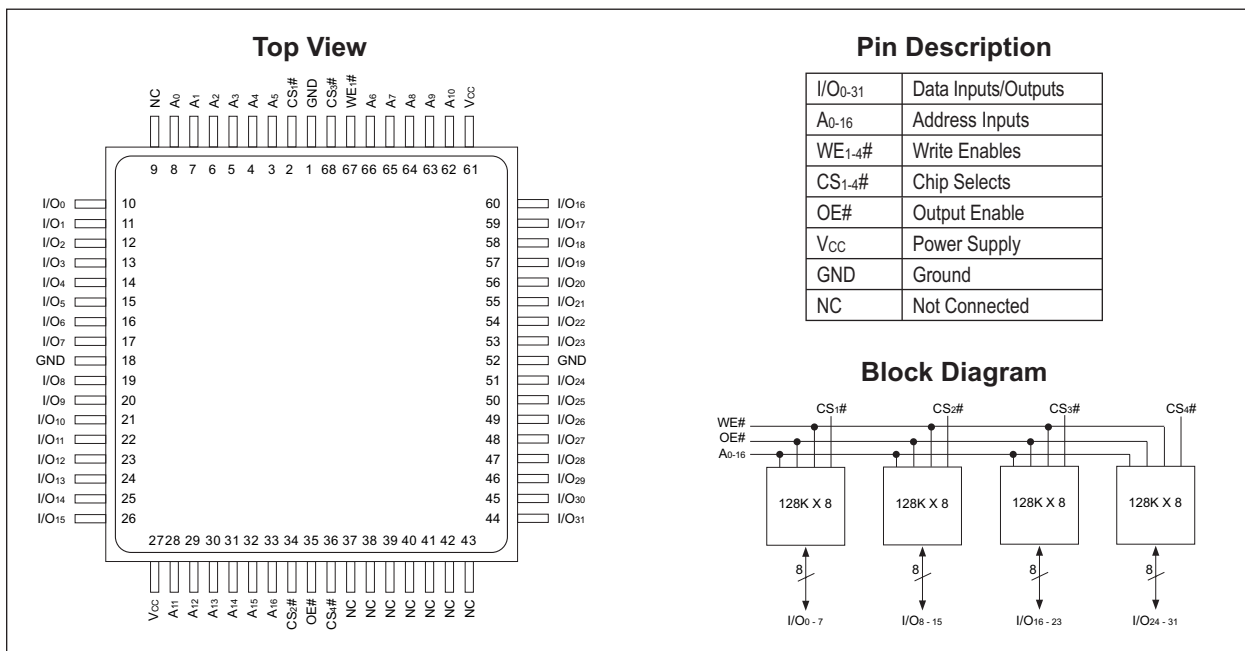 Top View
NC A0 A1 A2 A3 A4 A5 CS1# GND CS3# WE1# A6 A7 A8 A9 A10 VCC
9 8 7 6 5 4 3 2 1 68 67 66 65 64 63 62 61
I/O0 10 60 I/O16
I/O1 11 59 I/O17
I/O2 12 58 I/O18
I/O3 13 57 I/O19
I/O4 14 56 I/O20
I/O5 15 55 I/O21
I/O6 16 54 I/O22
I/O7 17 53 I/O23
GND 18 52 GND
I/O8 19 51 I/O24
I/O9 20 50 I/O25
I/O10 21 49 I/O26
I/O11 22 48 I/O27
I/O12 23 47 I/O28
I/O13 24 46 I/O29
I/O14 25 45 I/O30
I/O15 26 44 I/O31
27 28 29 30 31 32 33 34 35 36 37 38 39 40 41 42 43
VCC A11 A12 A13 A14 A15 A16 CS2# OE# CS4# NC NC NC NC NC NC NC
Pin Description
I/O0-31 Data Inputs/Outputs
A0-16 Address Inputs
WE1-4# Write Enables
CS1-4# Chip Selects
OE# Output Enable
VCC Power Supply
GND Ground
NC Not Connected
Block Diagram
CS1# CS2# CS3# CS4#
WE#
OE#
A0-16
128K X 8 128K X 8 128K X 8 128K X 8
8 8 8 8
I/O0 - 7 I/O8 - 15 I/O16 - 23 I/O24 - 31